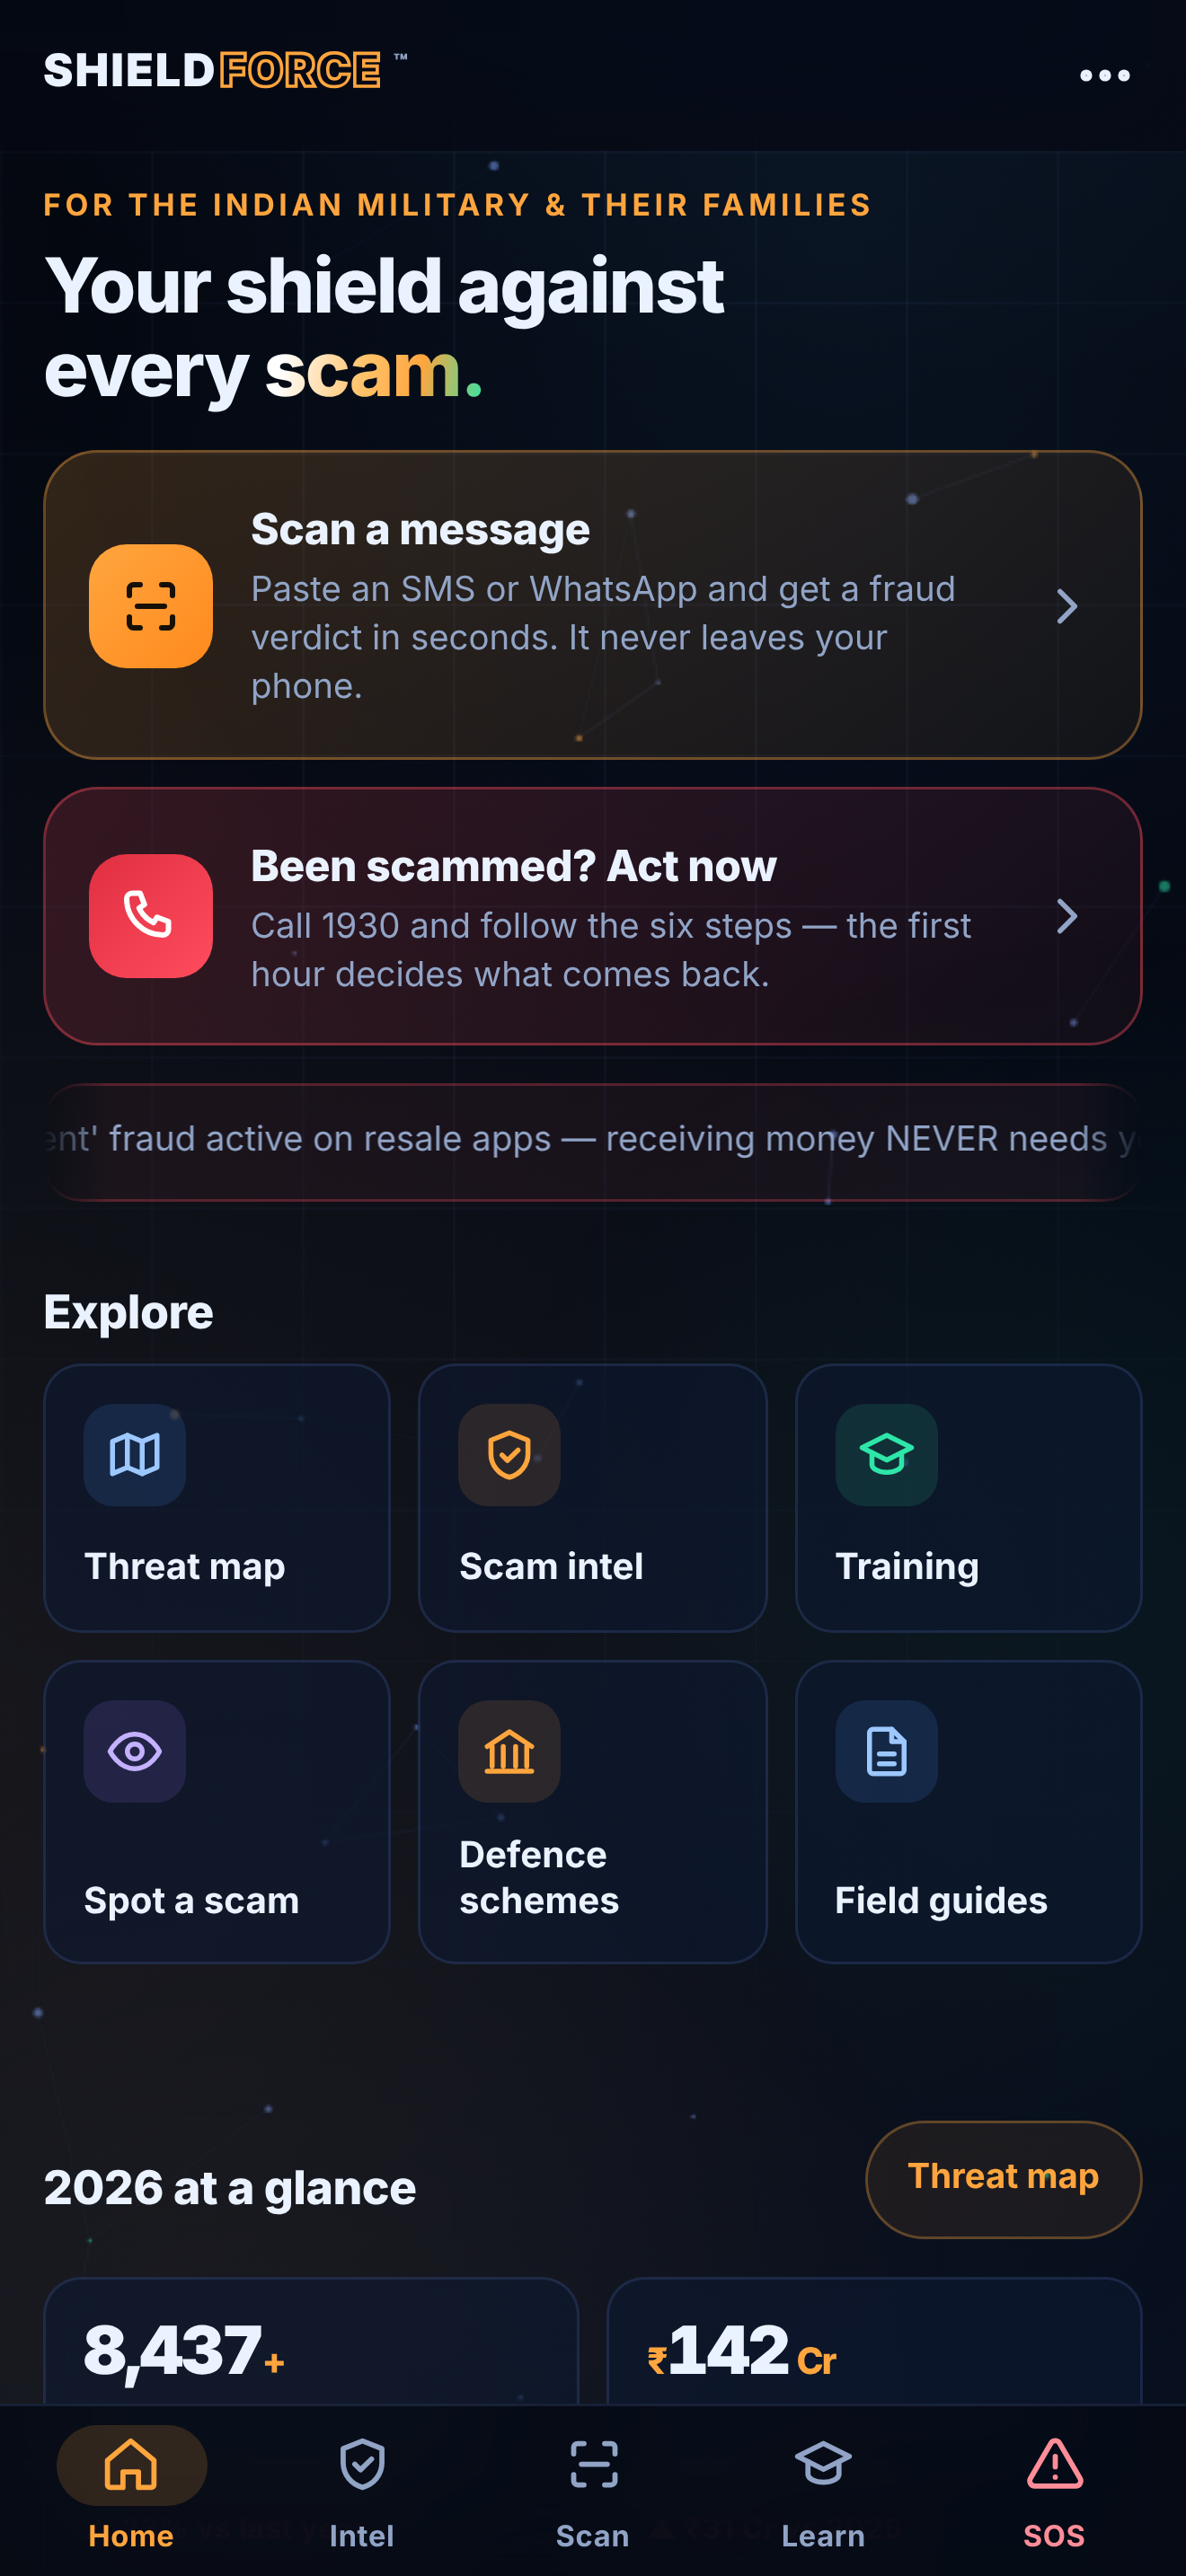 SHIELDFORCE ™
FOR THE INDIAN MILITARY & THEIR FAMILIES
Your shield against
every scam.
Scan a message
Paste an SMS or WhatsApp and get a fraud
verdict in seconds. It never leaves your
phone.
Been scammed? Act now
Call 1930 and follow the six steps — the first
hour decides what comes back.
ent' fraud active on resale apps — receiving money NEVER needs y
Explore
Threat map
Scam intel
Training
Spot a scam
Defence
schemes
Field guides
2026 at a glance
Threat map
8,437+
₹142 Cr
Home
Intel
Scan
Learn
SOS